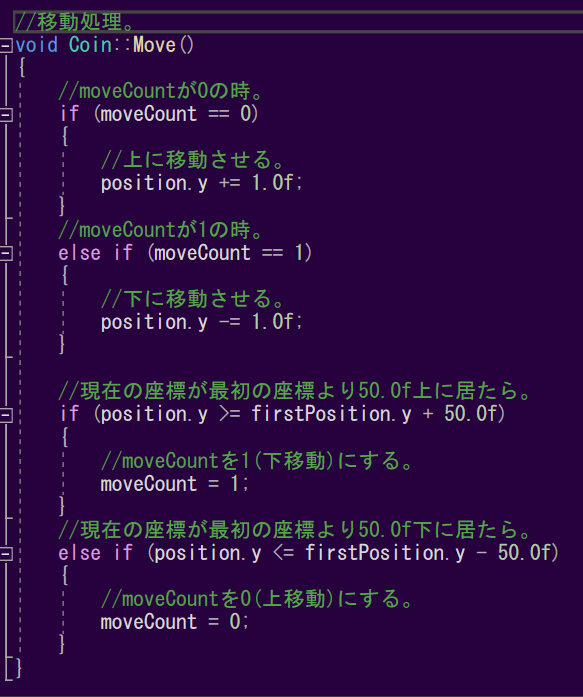 //移動処理。
void Coin::Move()
{
//moveCountが0の時。
if (moveCount == 0)
{
//上に移動させる。
position.y += 1.0f;
}
//moveCountが1の時。
else if (moveCount == 1)
{
//下に移動させる。
position.y -= 1.0f;
}
//現在の座標が最初の座標より50.0f上に居たら。
if (position.y >= firstPosition.y + 50.0f)
{
//moveCountを1(下移動)にする。
moveCount = 1;
}
//現在の座標が最初の座標より50.0f下に居たら。
else if (position.y <= firstPosition.y - 50.0f)
{
//moveCountを0(上移動)にする。
moveCount = 0;
}
}